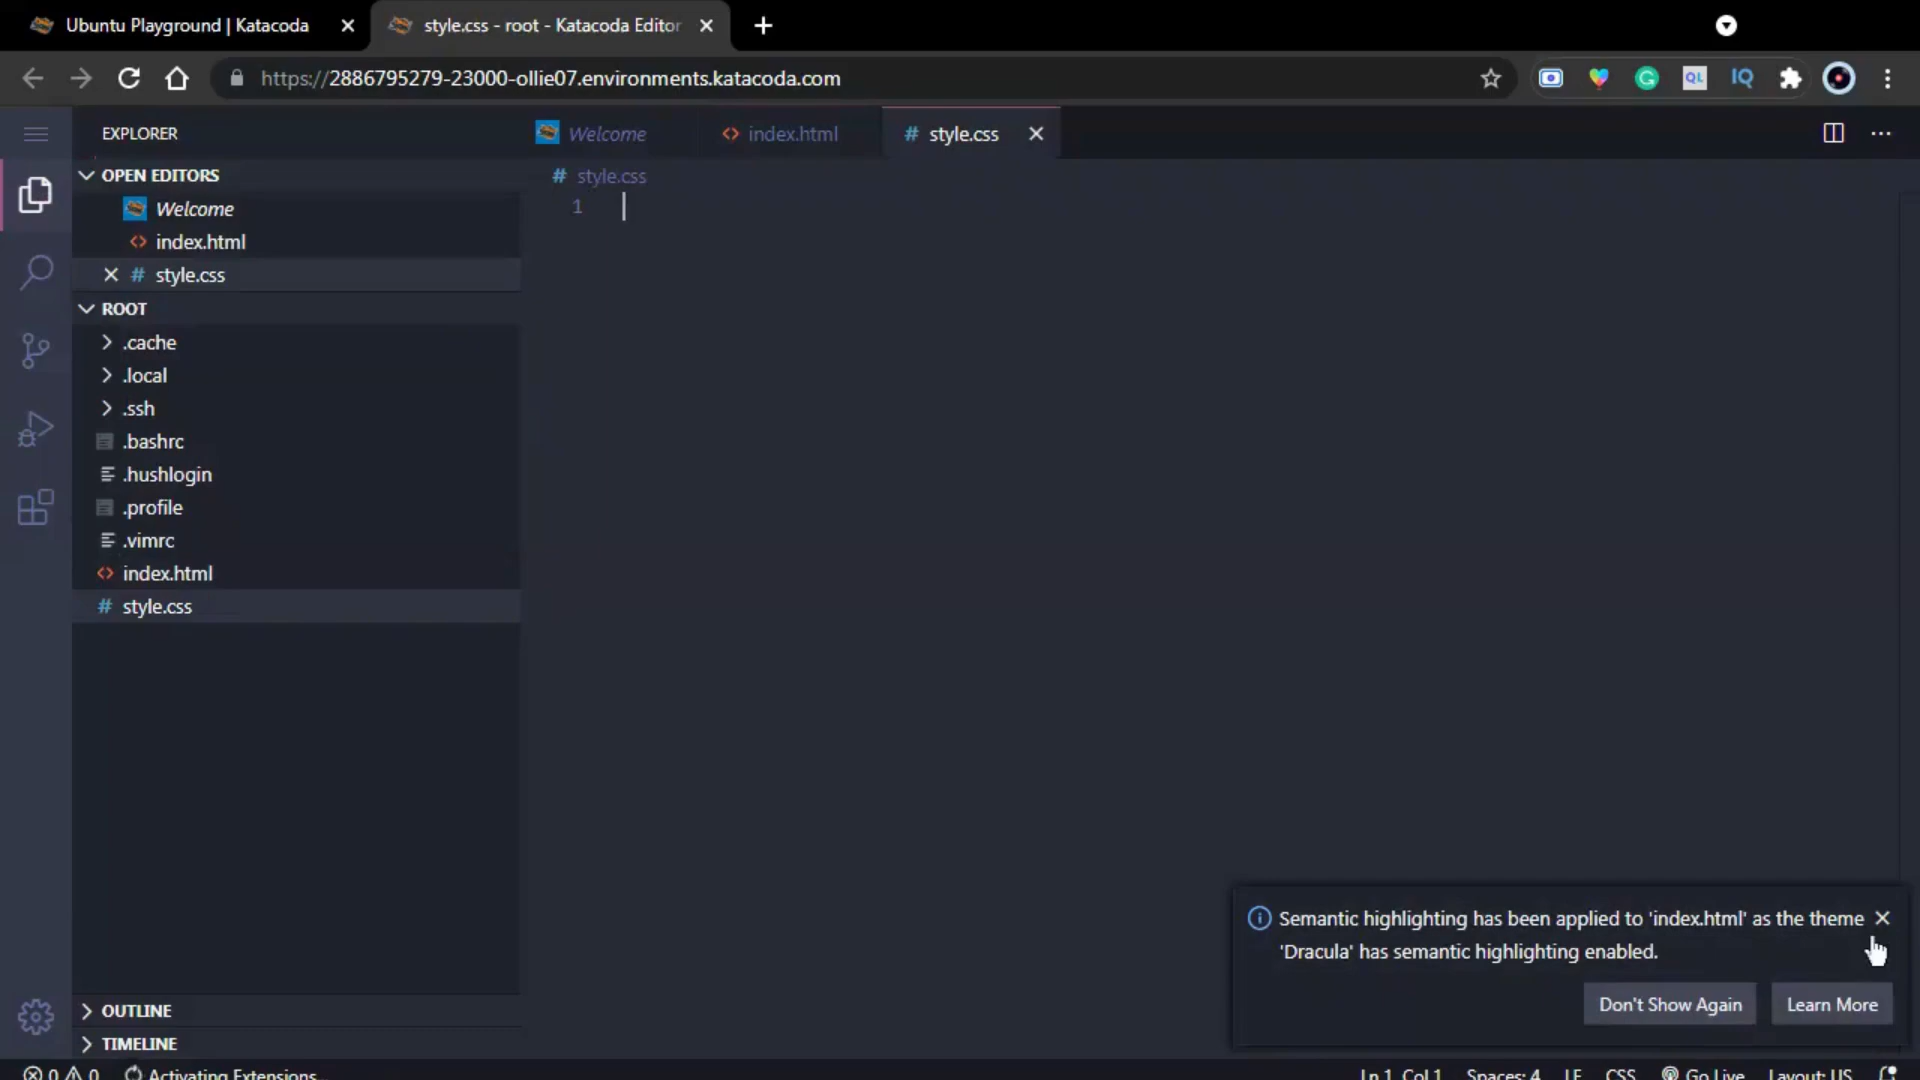 Ubuntu Playground | Katacoda
style.css - root - Katacoda Editor
https://2886795279-23000-ollie07.environments.katacoda.com
QL
IQ
EXPLORER
Welcome
index.html
style.css
OPEN EDITORS
Welcome
index.html
style.css
style.css
1
ROOT
.cache
.local
.ssh
.bashrc
.hushlogin
.profile
.vimrc
index.html
style.css
Semantic highlighting has been applied to 'index.html' as the theme
'Dracula' has semantic highlighting enabled.
Don't Show Again
Learn More
OUTLINE
TIMELINE
0 0 Activating Extensions...
Ln 1, Col 1 Spaces: 4 LF CSS Go Live Layout: US